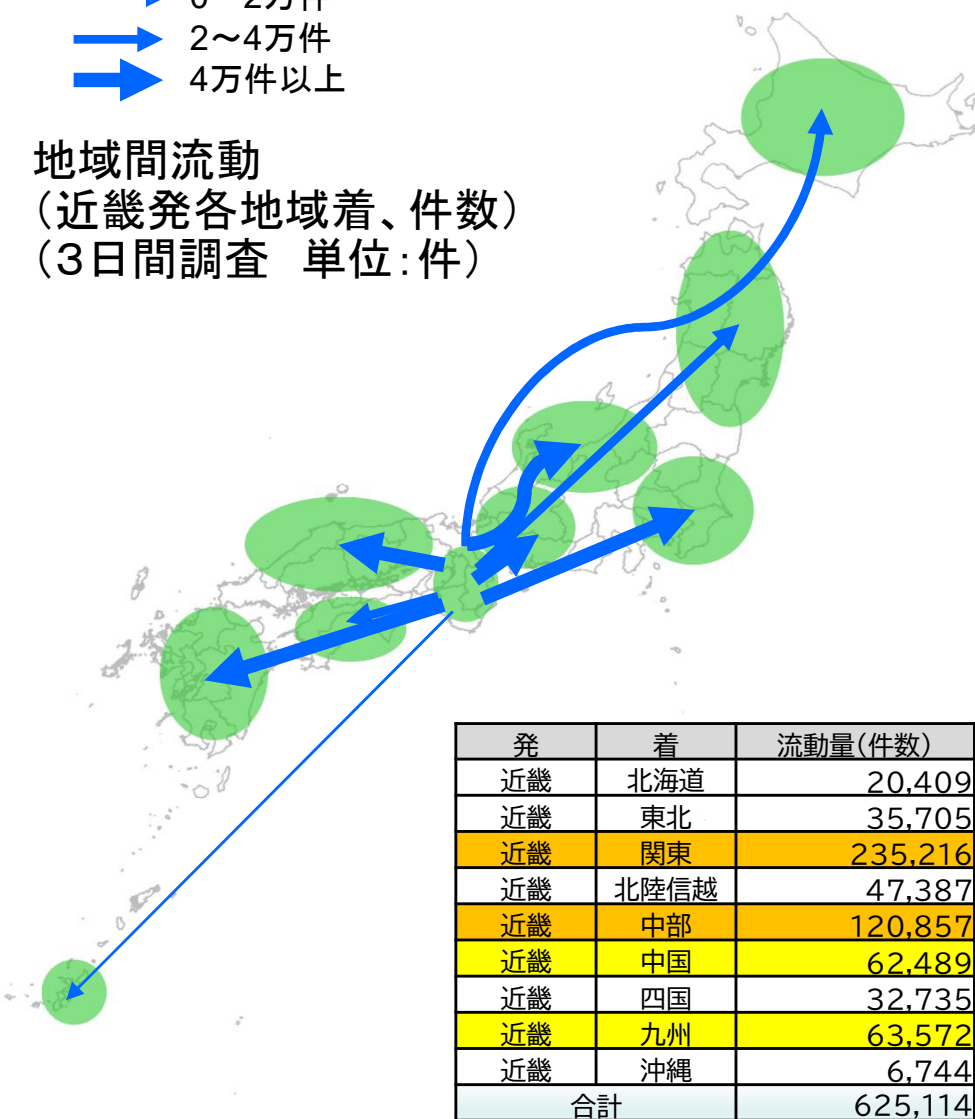 2～4万件
4万件以上
地域間流動
（近畿発各地域着、件数）
（3日間調査　単位：件）
発 着 流動量（件数）
近畿 北海道 20,409
近畿 東北 35,705
近畿 関東 235,216
近畿 北陸信越 47,387
近畿 中部 120,857
近畿 中国 62,489
近畿 四国 32,735
近畿 九州 63,572
近畿 沖縄 6,744
合計 625,114